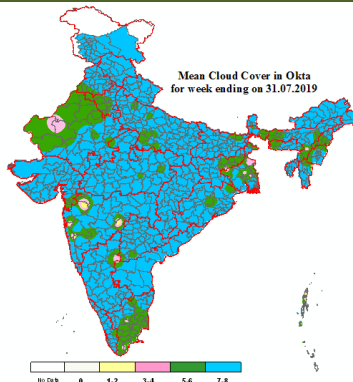 Mean Cloud Cover in Okta
for week ending on 31.07.2019
No Data 0 1-2 3-4 5-6 7-8